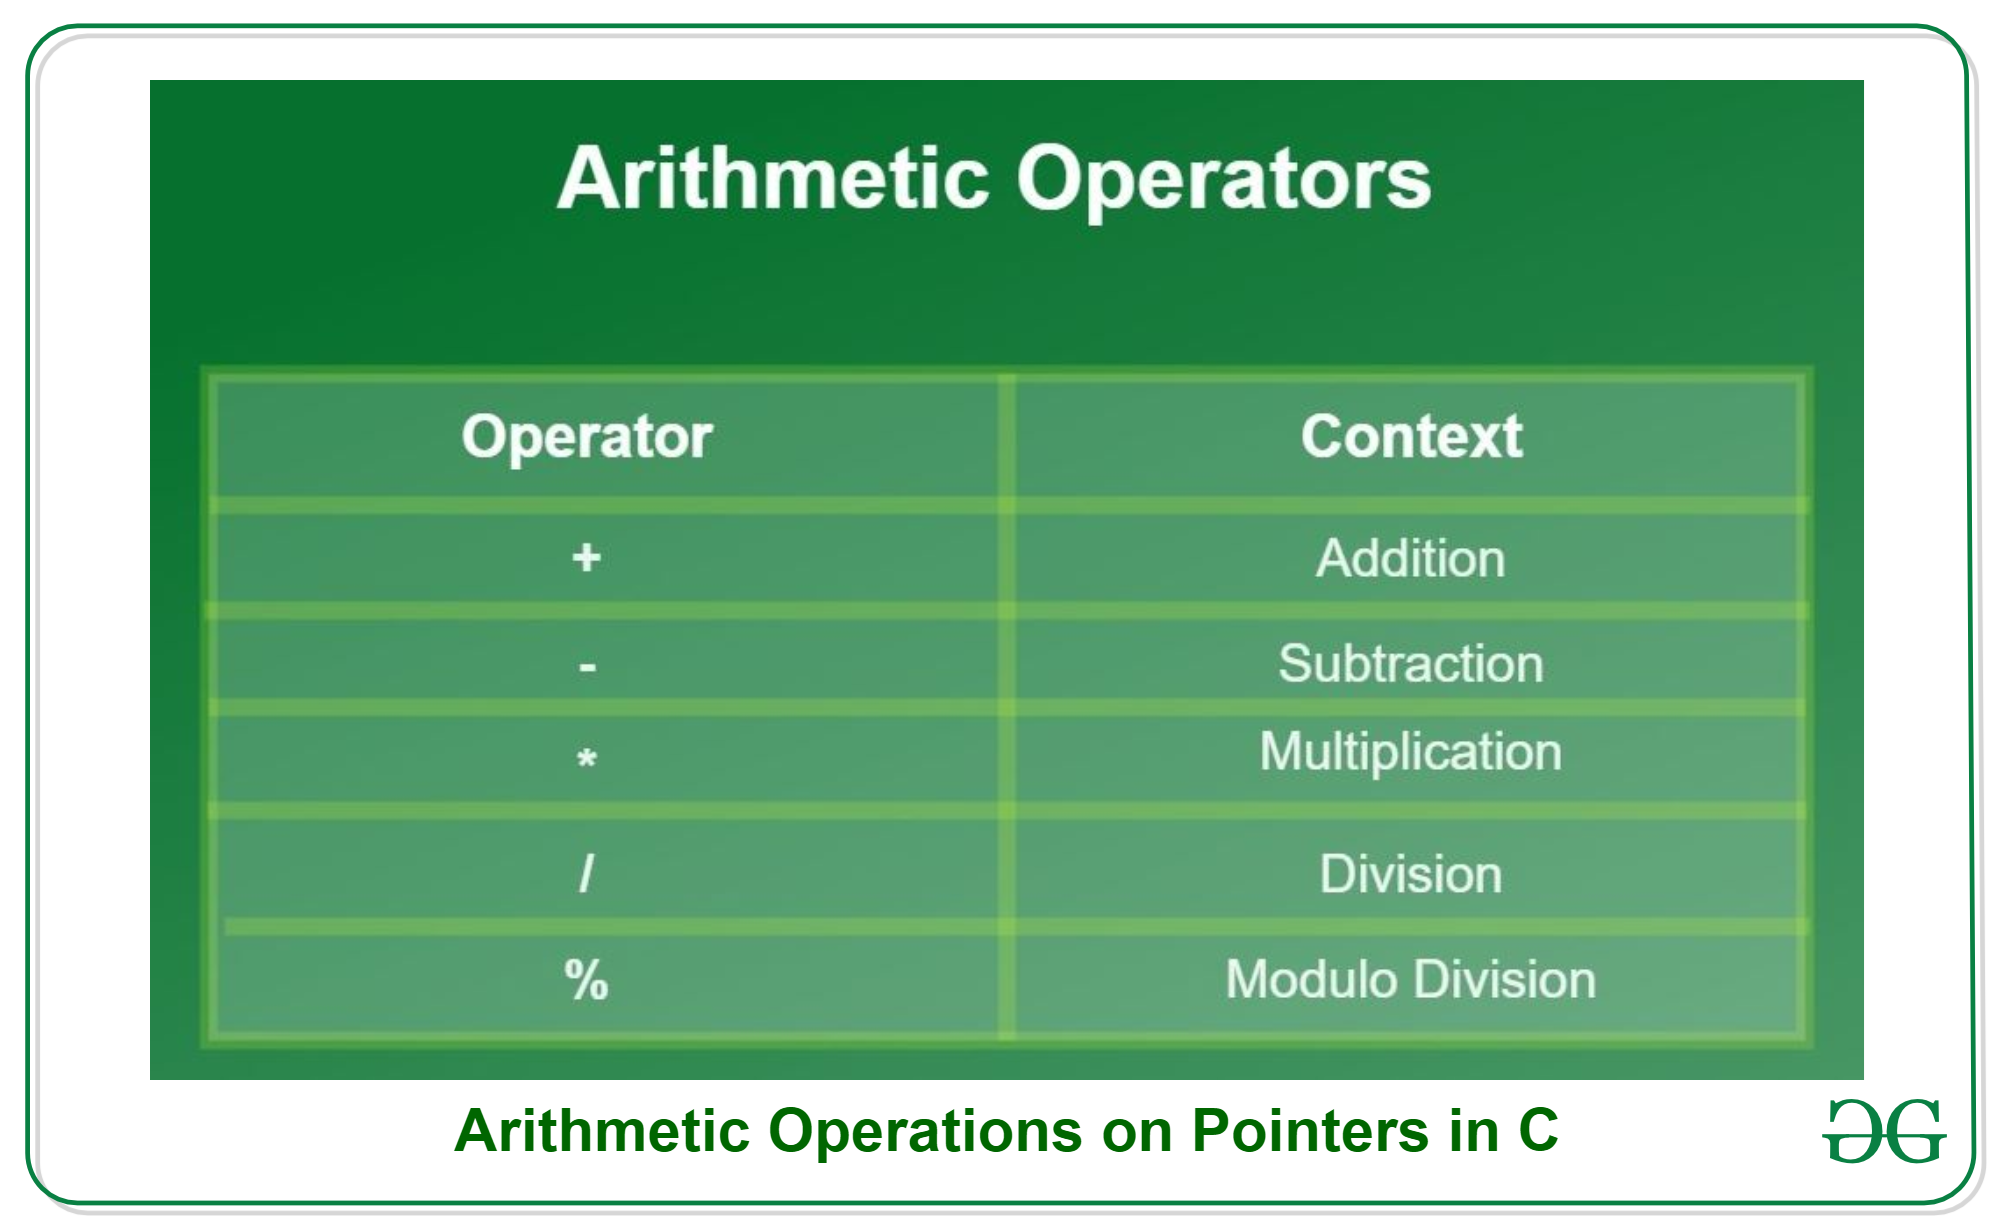 Arithmetic Operators
Operator Context
+ Addition
- Subtraction
* Multiplication
/ Division
% Modulo Division
Arithmetic Operations on Pointers in C